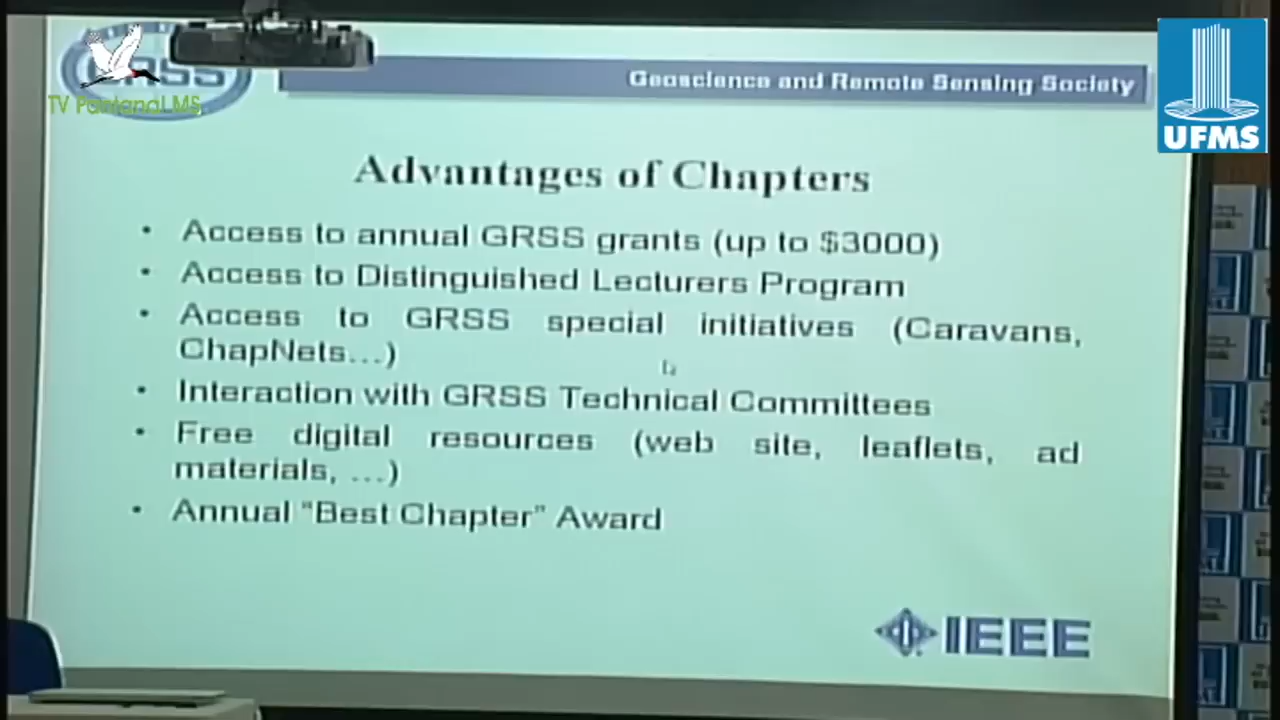 GRSS
TV Pantanal MS
Geoscience and Remote Sensing Society
UFMS
Advantages of Chapters
• Access to annual GRSS grants (up to $3000)
• Access to Distinguished Lecturers Program
• Access to GRSS special initiatives (Caravans,
ChapNets...)
• Interaction with GRSS Technical Committees
• Free digital resources (web site, leaflets, ad
materials, ...)
• Annual "Best Chapter" Award
IEEE